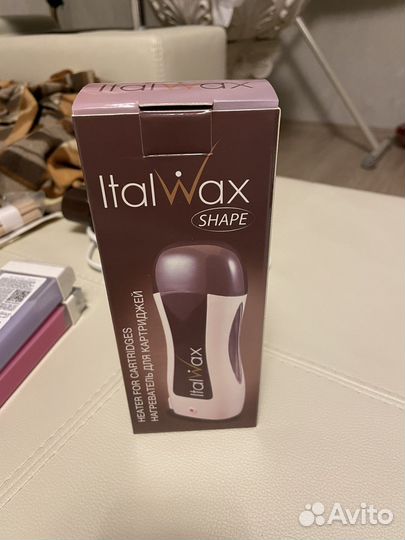 ItalWax
SHAPE
HEATER FOR CARTRIDGES
НАГРЕВАТЕЛЬ ДЛЯ КАРТРИДЖЕЙ
ItalWax
Avito